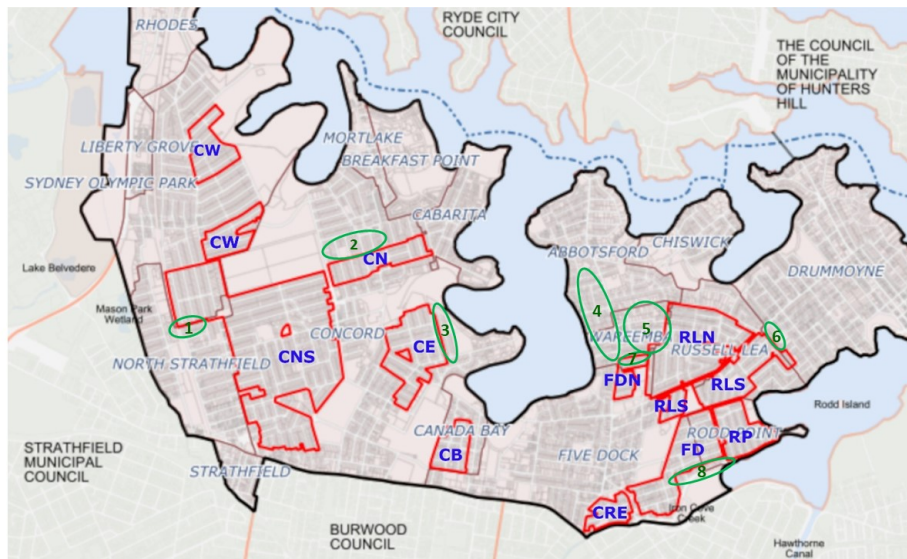 RHODES
RYDE CITY
COUNCIL
THE COUNCIL
OF THE
MUNICIPALITY
OF HUNTERS
HILL
LIBERTY GROVE
CW
MORTLAKE
BREAKFAST POINT
SYDNEY OLYMPIC PARK
CABARITA
CW
2
CN
ABBOTSFORD
CHISWICK
DRUMMOYNE
Lake Belvedere
Mason Park
Wetland
1
3
4
5
6
CONCORD
WAREEMBA
RLN
RUSSELL LEA
NORTH STRATHFIELD
CNS
CE
7
FDN
RLS
RLS
Rodd Island
CANADA BAY
CB
FIVE DOCK
RODD POINT
FD
RP
8
STRATHFIELD
MUNICIPAL
COUNCIL
STRATHFIELD
CRE
Iron Cove
Creek
BURWOOD
COUNCIL
Hawthorne
Canal